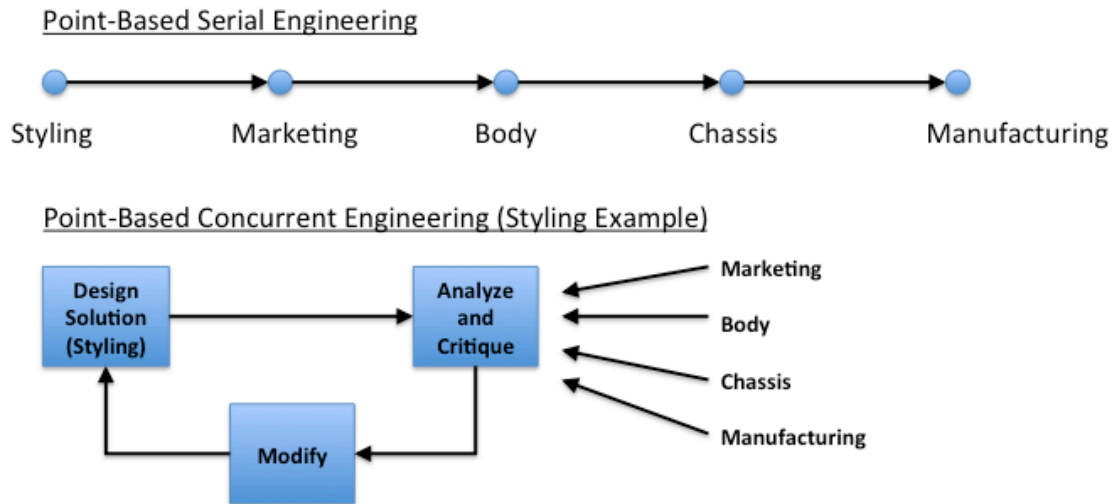 Point-Based Serial Engineering
Styling
Marketing
Body
Chassis
Manufacturing
Point-Based Concurrent Engineering (Styling Example)
Design
Solution
(Styling)
Analyze
and
Critique
Marketing
Body
Chassis
Manufacturing
Modify